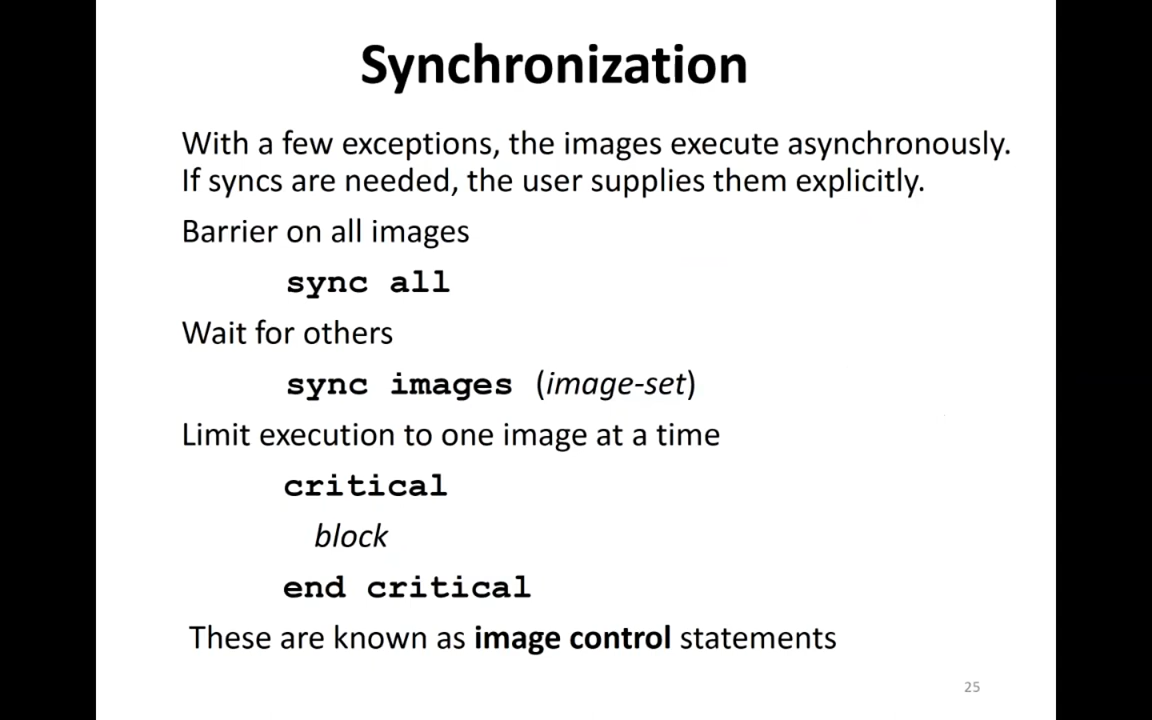 Synchronization
With a few exceptions, the images execute asynchronously.
If syncs are needed, the user supplies them explicitly.
Barrier on all images
sync all
Wait for others
sync images (image-set)
Limit execution to one image at a time
critical
block
end critical
These are known as image control statements
25